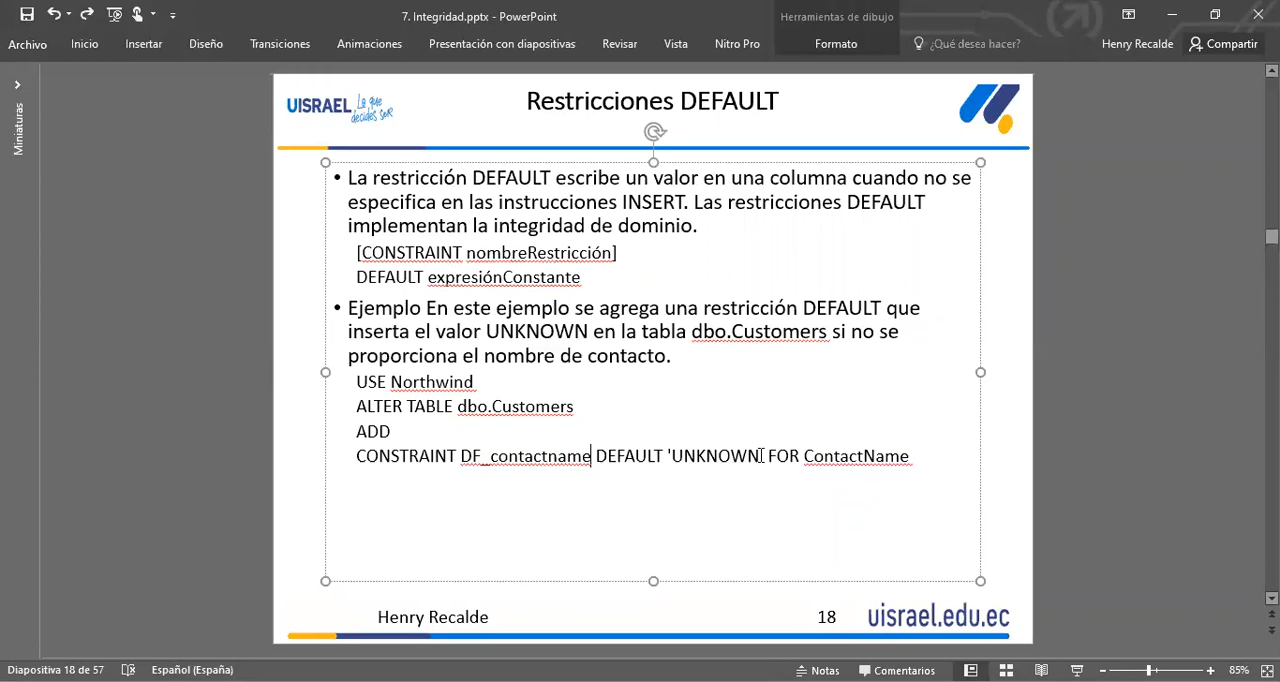 7. Integridad.pptx - PowerPoint
Herramientas de dibujo
Archivo
Inicio
Insertar
Diseño
Transiciones
Animaciones
Presentación con diapositivas
Revisar
Vista
Nitro Pro
Formato
¿Qué desea hacer?
Henry Recalde
Compartir
Miniaturas
UISRAEL La que decides SER
Restricciones DEFAULT
• La restricción DEFAULT escribe un valor en una columna cuando no se
especifica en las instrucciones INSERT. Las restricciones DEFAULT
implementan la integridad de dominio.
[CONSTRAINT nombreRestricción]
DEFAULT expresiónConstante
• Ejemplo En este ejemplo se agrega una restricción DEFAULT que
inserta el valor UNKNOWN en la tabla dbo.Customers si no se
proporciona el nombre de contacto.
USE Northwind
ALTER TABLE dbo.Customers
ADD
CONSTRAINT DF_contactname DEFAULT 'UNKNOWN' FOR ContactName
Henry Recalde
18
uisrael.edu.ec
Diapositiva 18 de 57
Español (España)
Notas
Comentarios
85%